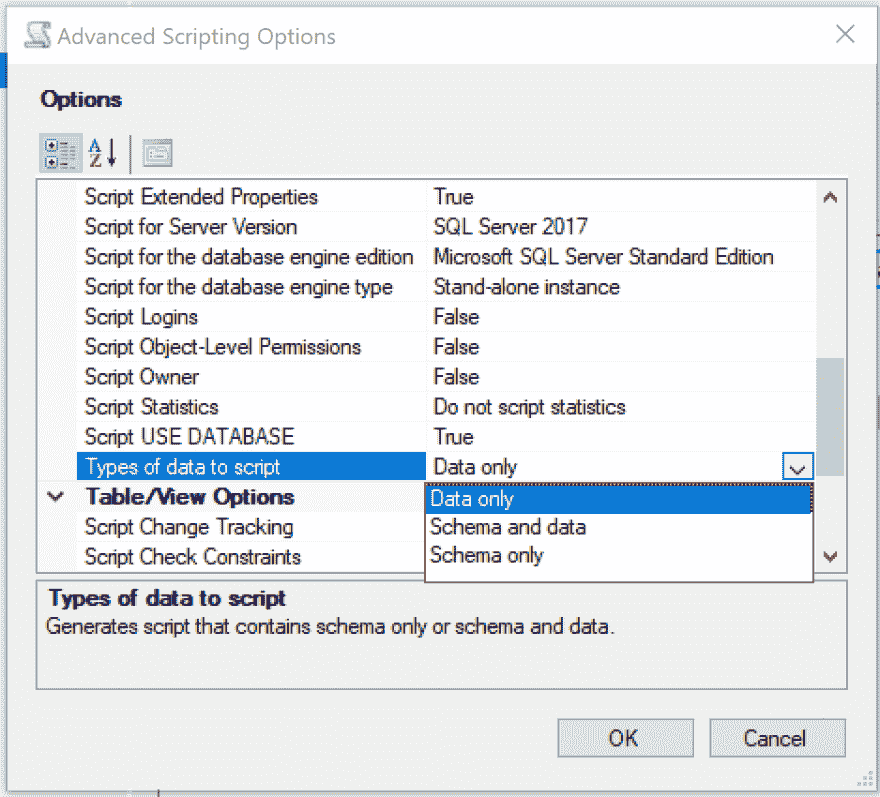 Advanced Scripting Options
Options
Script Extended Properties True
Script for Server Version SQL Server 2017
Script for the database engine edition Microsoft SQL Server Standard Edition
Script for the database engine type Stand-alone instance
Script Logins False
Script Object-Level Permissions False
Script Owner False
Script Statistics Do not script statistics
Script USE DATABASE True
Types of data to script Data only
Table/View Options Data only
Script Change Tracking Schema and data
Script Check Constraints Schema only
Types of data to script
Generates script that contains schema only or schema and data.
OK Cancel